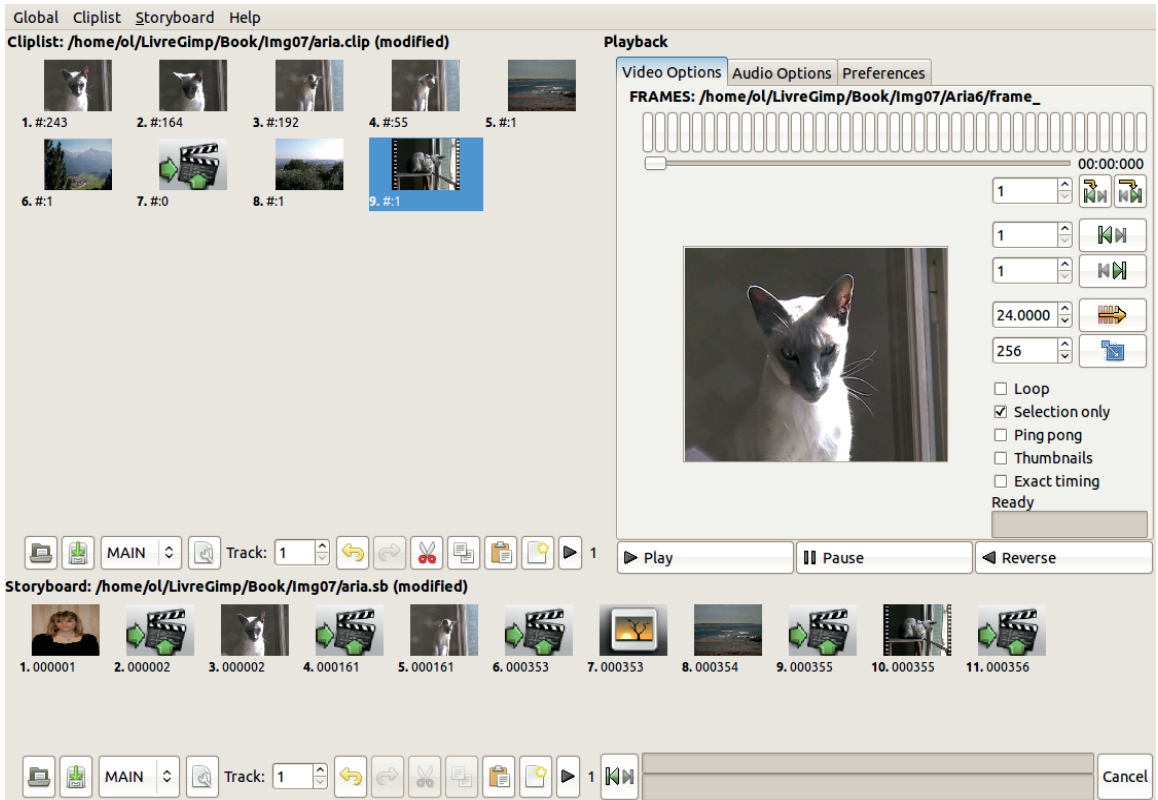 Global Cliplist Storyboard Help
Cliplist: /home/ol/LivreGimp/Book/Img07/aria.clip (modified)
1. #:243 2. #:164 3. #:192 4. #:55 5. #:1
6. #:1 7. #:0 8. #:1 9. #:1
MAIN Track: 1 1
Playback
Video Options Audio Options Preferences
FRAMES: /home/ol/LivreGimp/Book/Img07/Aria6/frame_
00:00:000
1
1
1
24.0000
256
Loop
Selection only
Ping pong
Thumbnails
Exact timing
Ready
Play Pause Reverse
Storyboard: /home/ol/LivreGimp/Book/Img07/aria.sb (modified)
1. 000001 2. 000002 3. 000002 4. 000161 5. 000161 6. 000353 7. 000353 8. 000354 9. 000355 10. 000355 11. 000356
MAIN Track: 1 1 Cancel